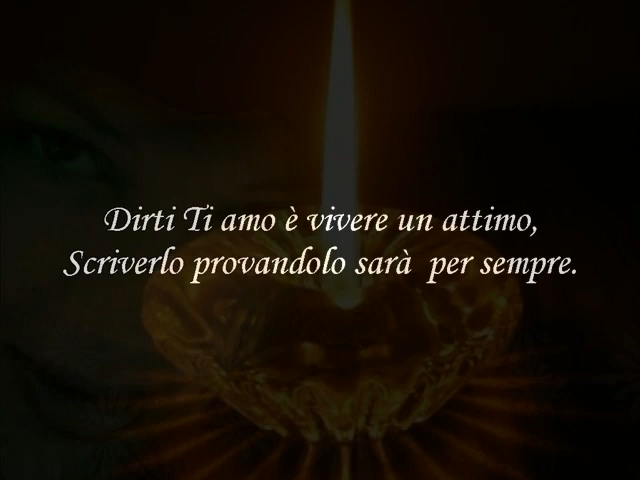 Dirti Ti amo è vivere un attimo,
Scriverlo provandolo sarà  per sempre.